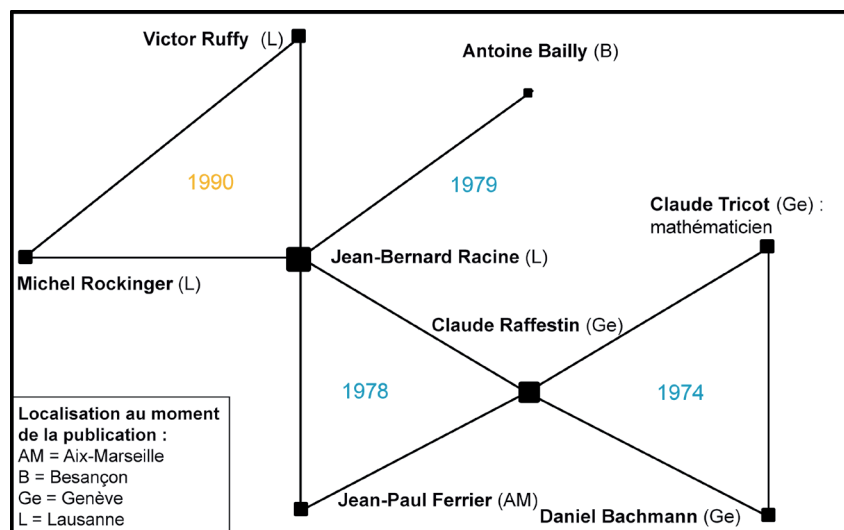 Victor Ruffy (L)
Antoine Bailly (B)
1990
1979
Claude Tricot (Ge) :
mathématicien
Jean-Bernard Racine (L)
Michel Rockinger (L)
Claude Raffestin (Ge)
1978
1974
Localisation au moment
de la publication :
AM = Aix-Marseille
B = Besançon
Ge = Genève
L = Lausanne
Jean-Paul Ferrier (AM)
Daniel Bachmann (Ge)